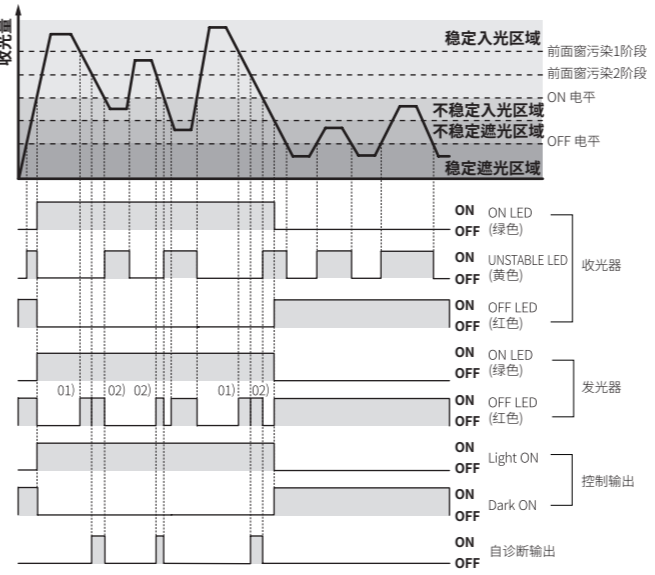 收光量
稳定入光区域
前面窗污染1阶段
前面窗污染2阶段
ON 电平
不稳定入光区域
不稳定遮光区域
OFF 电平
稳定遮光区域
ON ON LED
OFF (绿色)
ON UNSTABLE LED
OFF (黄色)
收光器
ON OFF LED
OFF (红色)
ON ON LED
OFF (绿色)
发光器
01) 02) 02) 01) 02)
ON OFF LED
OFF (红色)
ON
OFF Light ON
控制输出
ON
OFF Dark ON
ON
OFF 自诊断输出